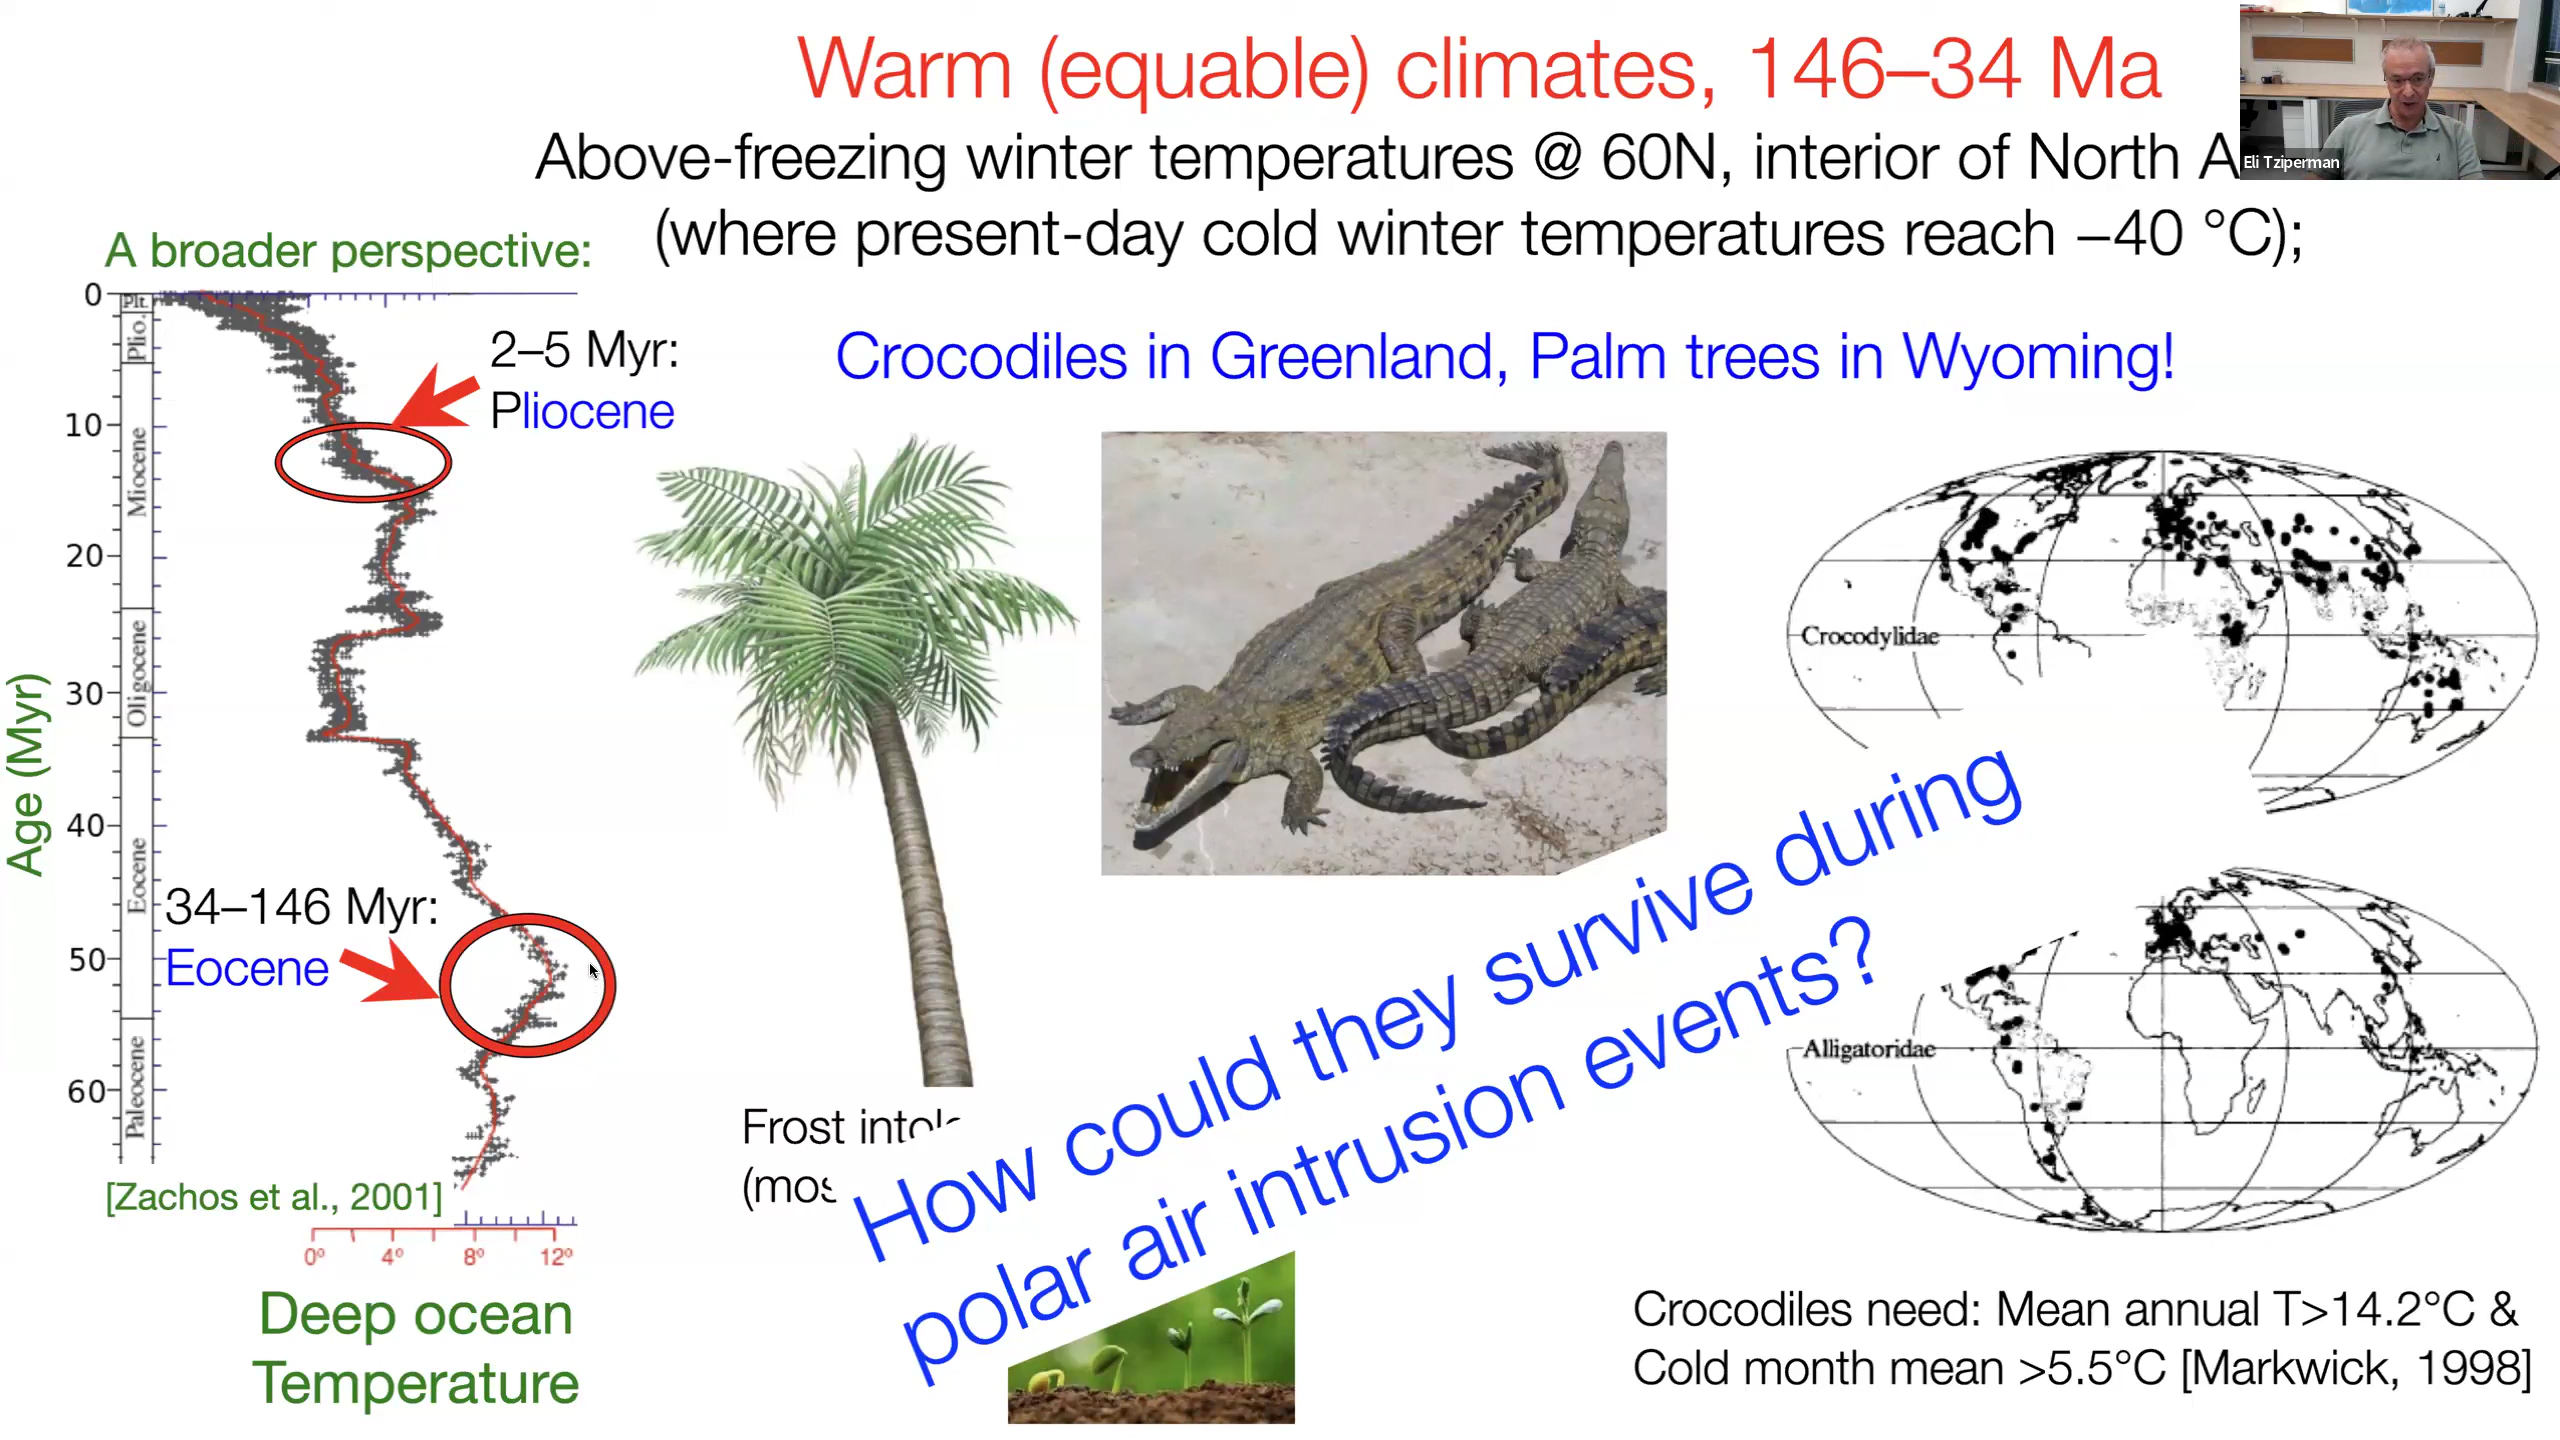 Warm (equable) climates, 146–34 Ma
Above-freezing winter temperatures @ 60N, interior of North A
(where present-day cold winter temperatures reach –40 °C);
Eli Tziperman
A broader perspective:
Crocodiles in Greenland, Palm trees in Wyoming!
0
10
20
30
40
50
60
Age (Myr)
Plt.
Plio.
Miocene
Oligocene
Eocene
Paleocene
2–5 Myr:
Pliocene
34–146 Myr:
Eocene
[Zachos et al., 2001]
0° 4° 8° 12°
Deep ocean
Temperature
Frost
(mos
How could they survive during
polar air intrusion events?
Crocodylidae
Alligatoridae
Crocodiles need: Mean annual T>14.2°C &
Cold month mean >5.5°C [Markwick, 1998]